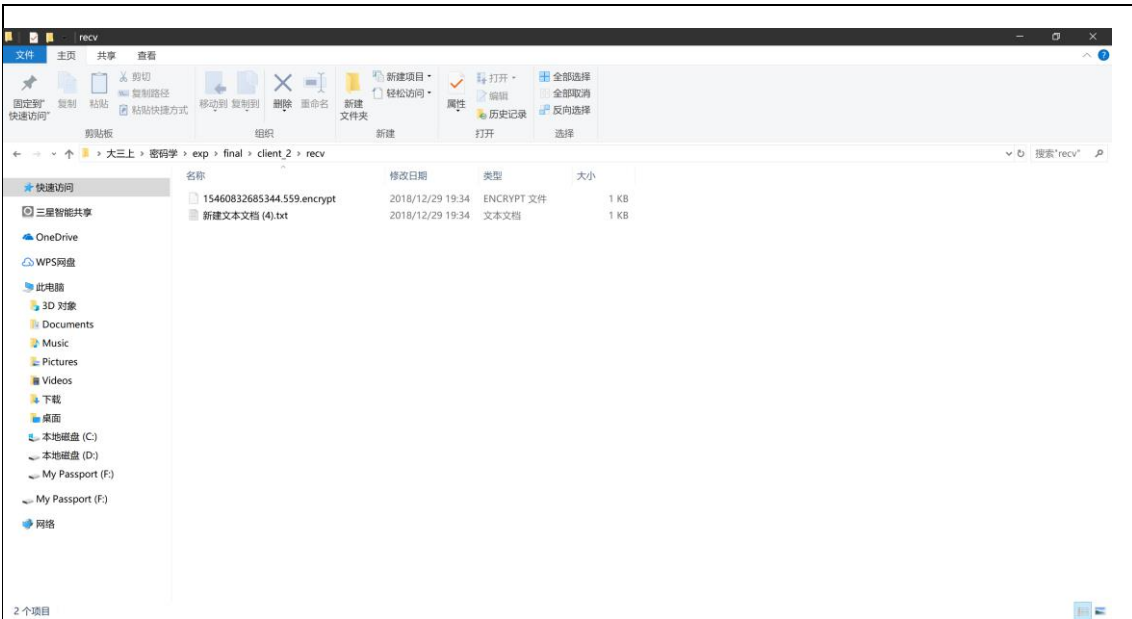 recv
文件 主页 共享 查看
固定到"快速访问" 复制 粘贴 剪切 复制路径 粘贴快捷方式 移动到 复制到 删除 重命名 新建文件夹 新建项目 轻松访问 属性 打开 编辑 历史记录 全部选择 全部取消 反向选择
剪贴板 组织 新建 打开 选择
大三上 › 密码学 › exp › final › client_2 › recv 搜索"recv"
名称 修改日期 类型 大小
15460832685344.559.encrypt 2018/12/29 19:34 ENCRYPT 文件 1 KB
新建文本文档 (4).txt 2018/12/29 19:34 文本文档 1 KB
快速访问
三星智能共享
OneDrive
WPS网盘
此电脑
3D 对象
Documents
Music
Pictures
Videos
下载
桌面
本地磁盘 (C:)
本地磁盘 (D:)
My Passport (F:)
My Passport (F:)
网络
2 个项目